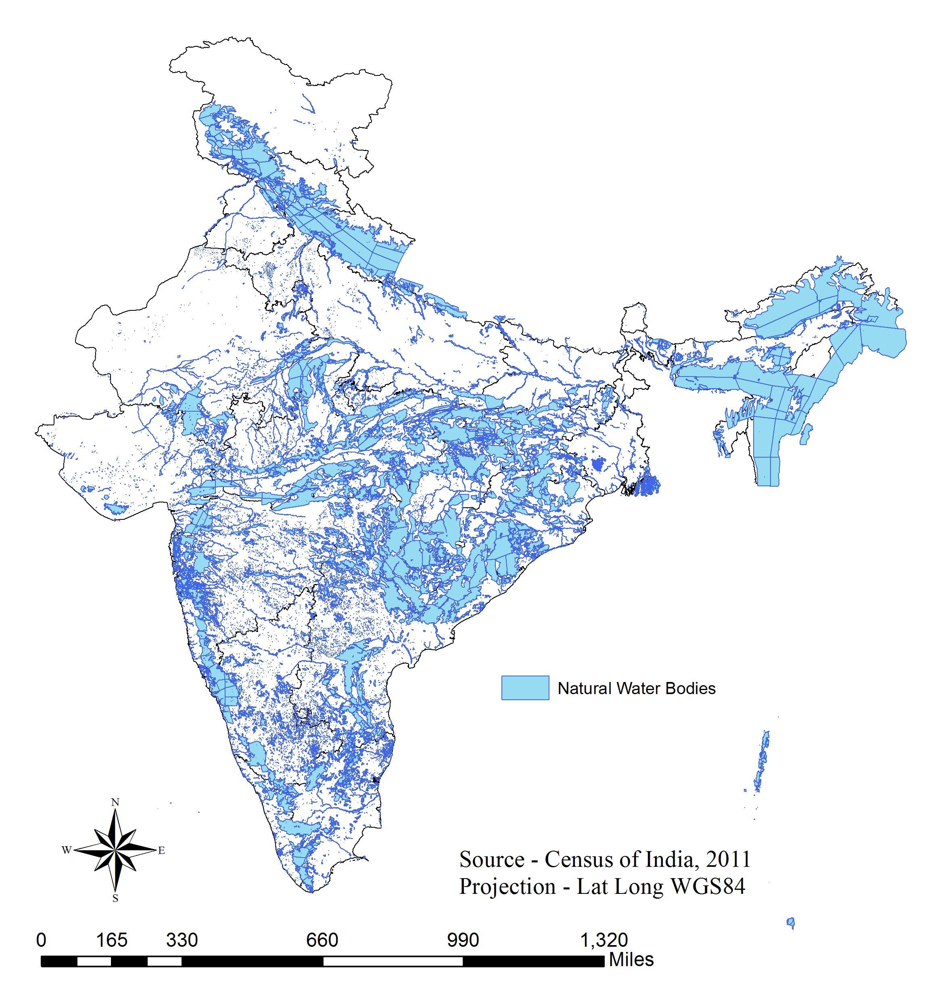 Natural Water Bodies
N
W
E
S
Source - Census of India, 2011
Projection - Lat Long WGS84
0 165 330 660 990 1,320
Miles